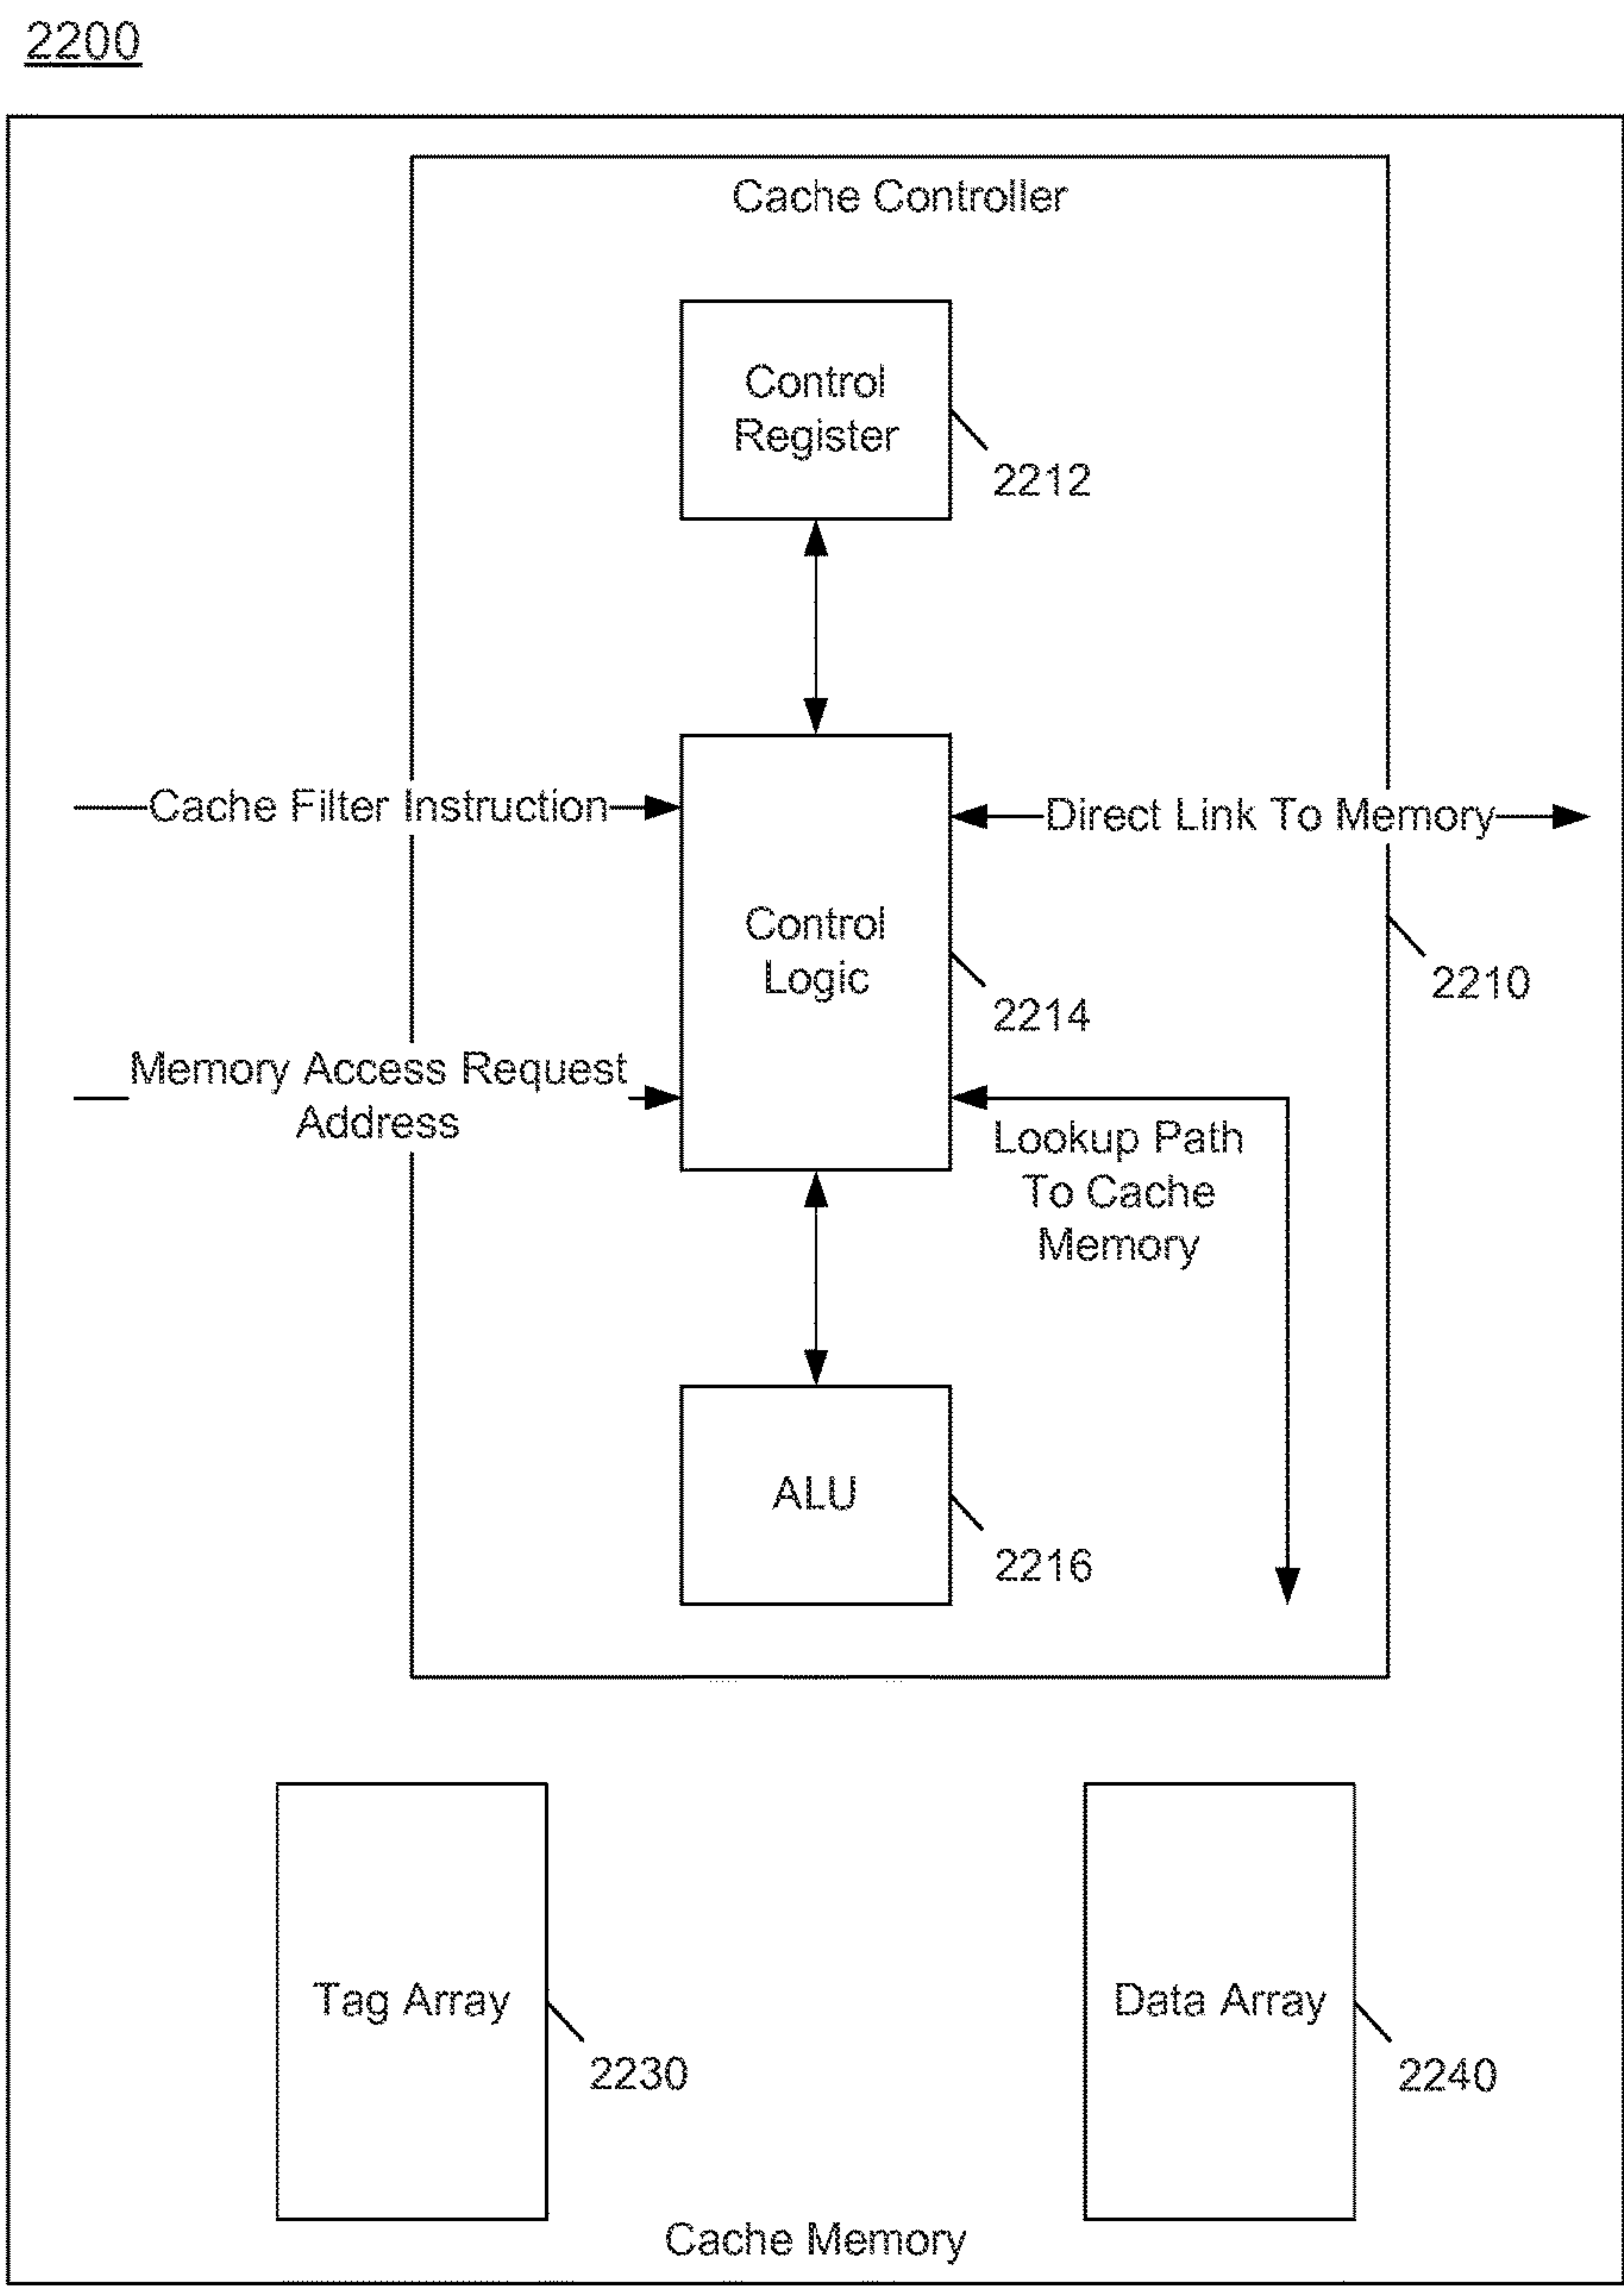 2200
Cache Controller
Control
Register
2212
Cache Filter Instruction
Direct Link To Memory
Control
Logic
2210
2214
Memory Access Request
Address
Lookup Path
To Cache
Memory
ALU
2216
Tag Array
2230
Data Array
2240
Cache Memory